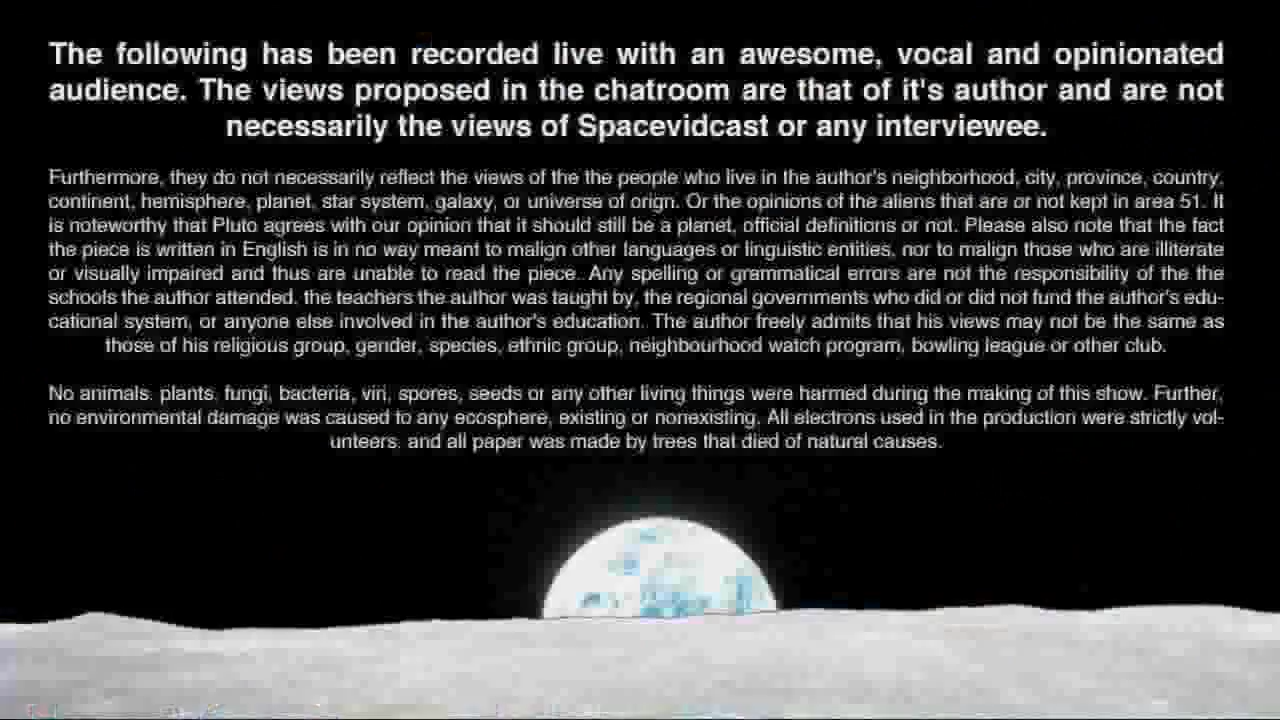 The following has been recorded live with an awesome, vocal and opinionated
audience. The views proposed in the chatroom are that of it's author and are not
necessarily the views of Spacevidcast or any interviewee.
Furthermore, they do not necessarily reflect the views of the the people who live in the author's neighborhood, city, province, country,
continent, hemisphere, planet, star system, galaxy, or universe of orign. Or the opinions of the aliens that are or not kept in area 51. It
is noteworthy that Pluto agrees with our opinion that it should still be a planet, official definitions or not. Please also note that the fact
the piece is written in English is in no way meant to malign other languages or linguistic entities, nor to malign those who are illiterate
or visually impaired and thus are unable to read the piece. Any spelling or grammatical errors are not the responsibility of the the
schools the author attended, the teachers the author was taught by, the regional governments who did or did not fund the author's edu-
cational system, or anyone else involved in the author's education. The author freely admits that his views may not be the same as
those of his religious group, gender, species, ethnic group, neighbourhood watch program, bowling league or other club.
No animals, plants, fungi, bacteria, viri, spores, seeds or any other living things were harmed during the making of this show. Further,
no environmental damage was caused to any ecosphere, existing or nonexisting. All electrons used in the production were strictly vol-
unteers, and all paper was made by trees that died of natural causes.